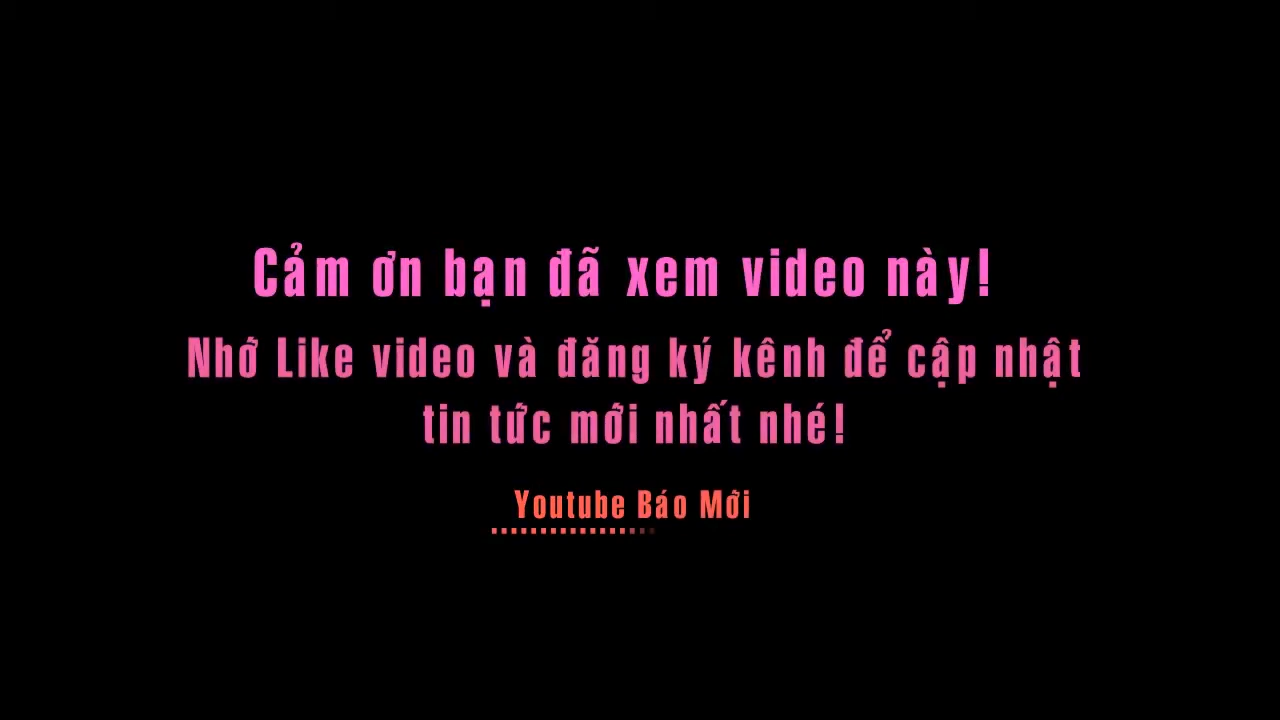 Cảm ơn bạn đã xem video này!
Nhớ Like video và đăng ký kênh để cập nhật
tin tức mới nhất nhé!
Youtube Báo Mới